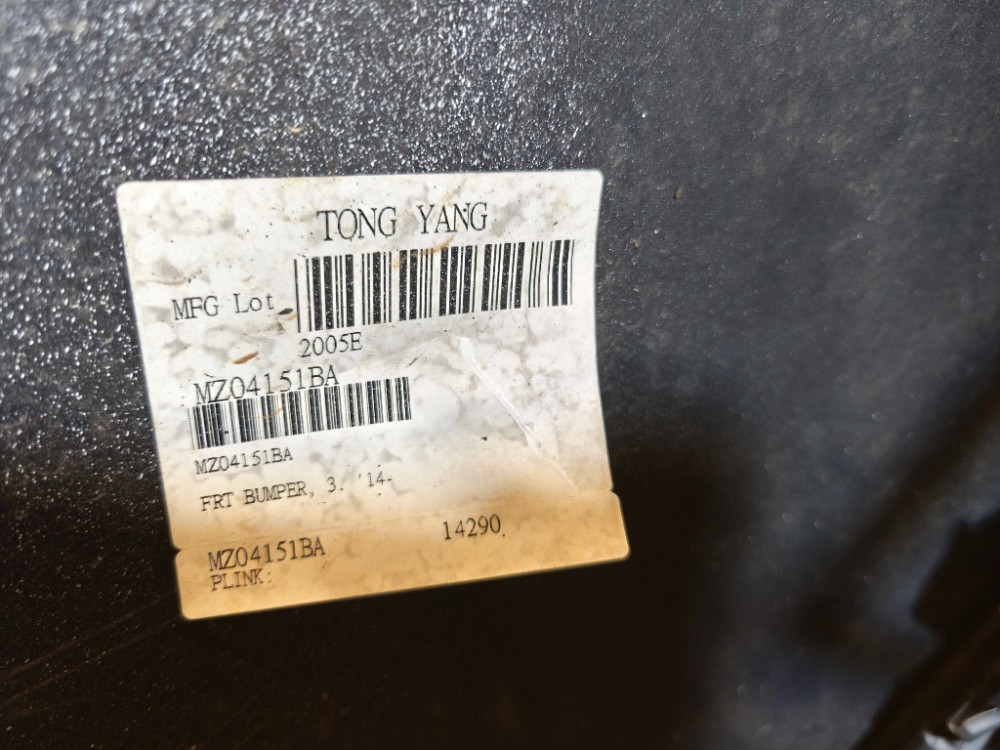 TONG YANG
MFG Lot
2005E
MZ04151BA
MZ04151BA
FRT BUMPER, 3. '14-
MZ04151BA 14290
PLINK: